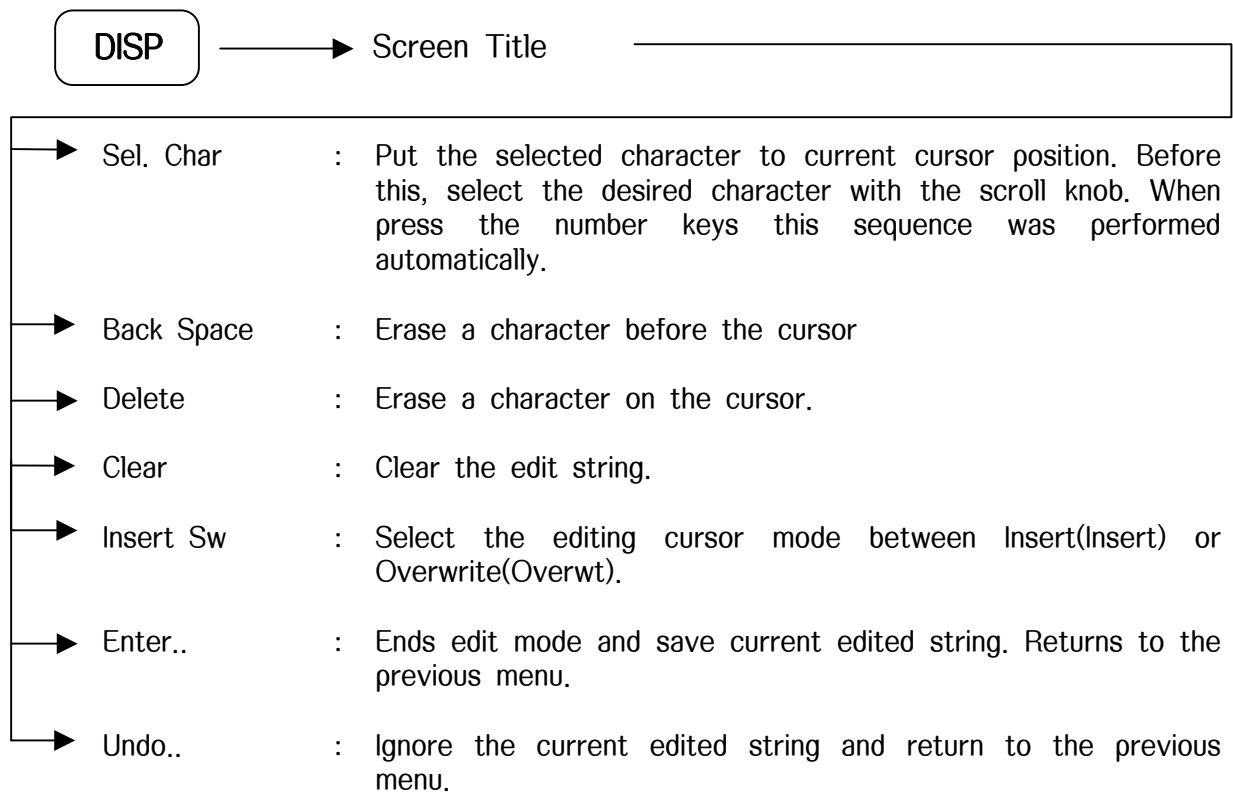 DISP Screen Title
Sel. Char : Put the selected character to current cursor position. Before
this, select the desired character with the scroll knob. When
press the number keys this sequence was performed
automatically.
Back Space : Erase a character before the cursor
Delete : Erase a character on the cursor.
Clear : Clear the edit string.
Insert Sw : Select the editing cursor mode between Insert(Insert) or
Overwrite(Overwt).
Enter.. : Ends edit mode and save current edited string. Returns to the
previous menu.
Undo.. : Ignore the current edited string and return to the previous
menu.